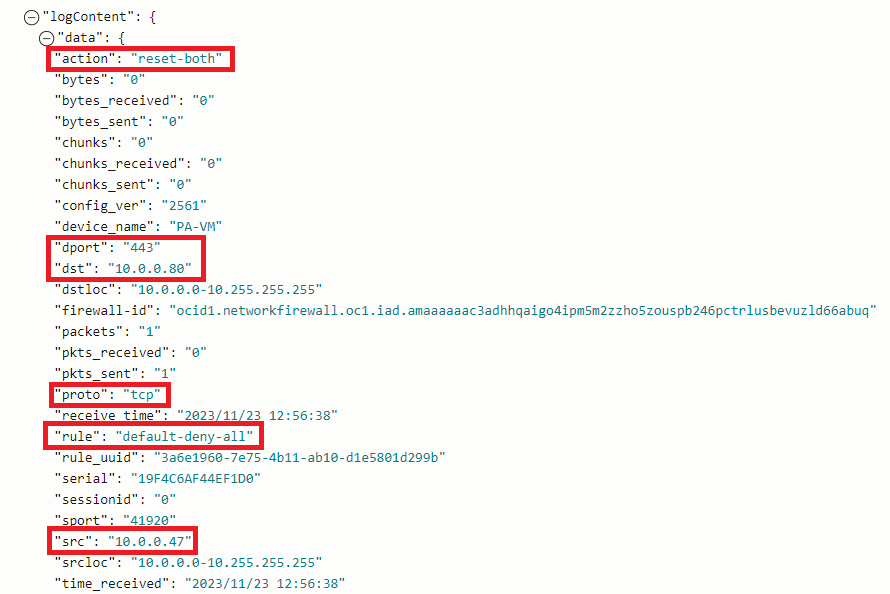 "logContent": {
"data": {
"action": "reset-both"
"bytes": "0"
"bytes_received": "0"
"bytes_sent": "0"
"chunks": "0"
"chunks_received": "0"
"chunks_sent": "0"
"config_ver": "2561"
"device_name": "PA-VM"
"dport": "443"
"dst": "10.0.0.80"
"dstloc": "10.0.0.0-10.255.255.255"
"firewall-id": "ocid1.networkfirewall.oc1.iad.amaaaaaac3adhhqaigo4ipm5m2zzho5zouspb246pctrlusbevuzld66abuq"
"packets": "1"
"pkts_received": "0"
"pkts_sent": "1"
"proto": "tcp"
"receive_time": "2023/11/23 12:56:38"
"rule": "default-deny-all"
"rule_uuid": "3a6e1960-7e75-4b11-ab10-d1e5801d299b"
"serial": "19F4C6AF44EF1D0"
"sessionid": "0"
"sport": "41920"
"src": "10.0.0.47"
"srcloc": "10.0.0.0-10.255.255.255"
"time_received": "2023/11/23 12:56:38"